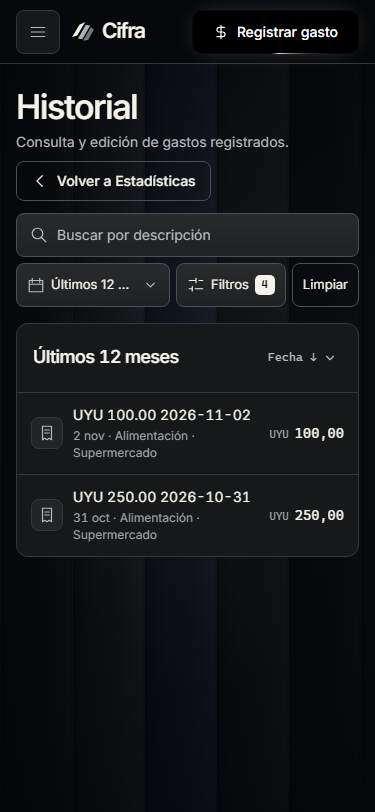 Cifra
Registrar gasto
Historial
Consulta y edición de gastos registrados.
Volver a Estadísticas
Buscar por descripción
Últimos 12 ...
Filtros 4
Limpiar
Últimos 12 meses
Fecha ↓
UYU 100.00 2026-11-02
2 nov · Alimentación ·
Supermercado
UYU 100,00
UYU 250.00 2026-10-31
31 oct · Alimentación ·
Supermercado
UYU 250,00